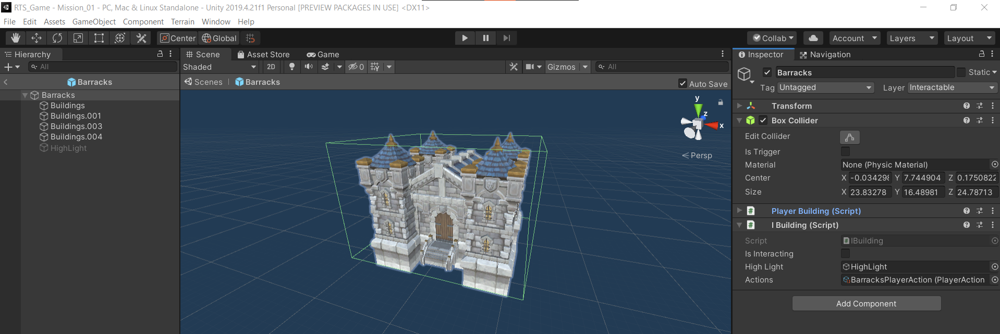 RTS_Game - Mission_01 - PC, Mac & Linux Standalone - Unity 2019.4.21f1 Personal [PREVIEW PACKAGES IN USE] <DX11>
File Edit Assets GameObject Component Terrain Window Help
Center Global Collab Account Layers Layout
Hierarchy
All
Barracks
Barracks
Buildings
Buildings.001
Buildings.003
Buildings.004
HighLight
Scene Asset Store Game
Shaded 2D 0 Gizmos All
Scenes Barracks Auto Save
y
z
x
Persp
Inspector Navigation
Barracks Static
Tag Untagged Layer Interactable
Transform
Box Collider
Edit Collider
Is Trigger
Material None (Physic Material)
Center X -0.034298 Y 7.744904 Z 0.1750822
Size X 23.83278 Y 16.48981 Z 24.78713
# Player Building (Script)
# I Building (Script)
Script # IBuilding
Is Interacting
High Light HighLight
Actions BarracksPlayerAction (PlayerAction
Add Component